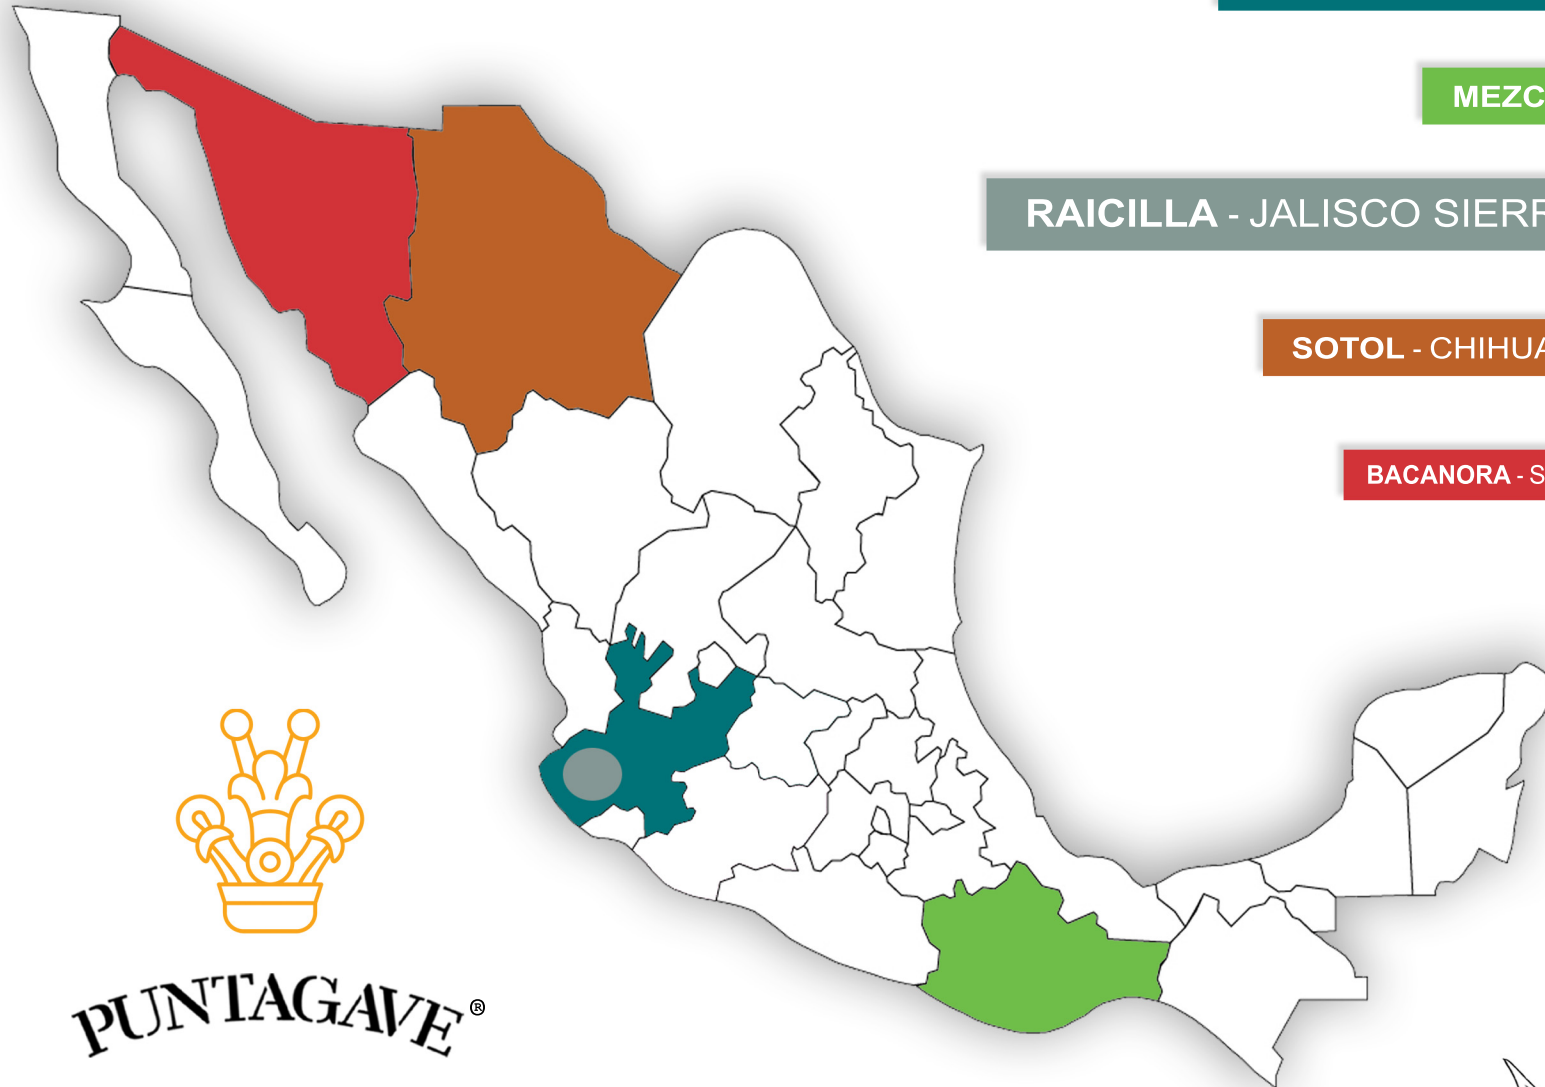 MEZC
RAICILLA - JALISCO SIERR
SOTOL - CHIHUA
BACANORA - S
PUNTAGAVE®